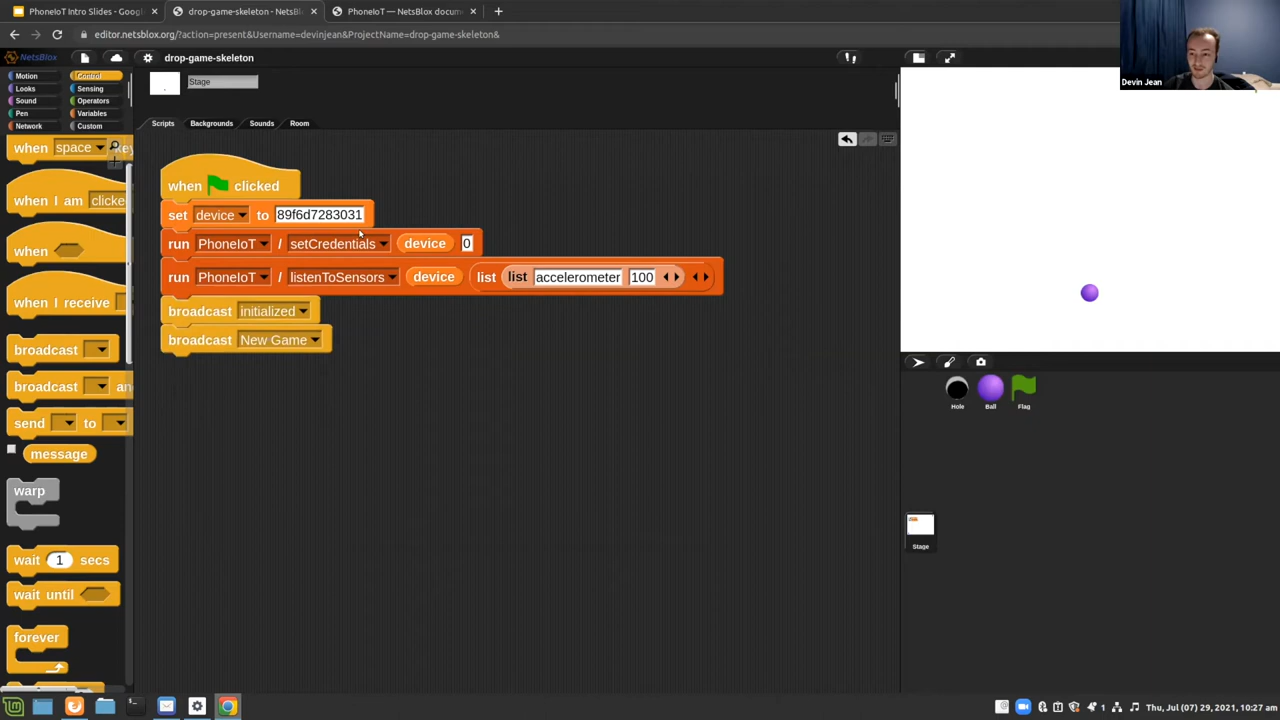 PhoneIoT Intro Slides - Googl
drop-game-skeleton - NetsBl
PhoneIoT — NetsBlox docum
editor.netsblox.org/?action=present&Username=devinjean&ProjectName=drop-game-skeleton&
Devin Jean
NetsBlox
drop-game-skeleton
Motion
Control
Looks
Sensing
Sound
Operators
Pen
Variables
Network
Custom
Stage
Scripts
Backgrounds
Sounds
Room
when space key
when I am clicke
when
when I receive
broadcast
broadcast an
send to
message
warp
wait 1 secs
wait until
forever
when clicked
set device to 89f6d7283031
run PhoneIoT / setCredentials device 0
run PhoneIoT / listenToSensors device list list accelerometer 100
broadcast initialized
broadcast New Game
Hole
Ball
Flag
Stage
1
Thu, Jul (07) 29, 2021, 10:27 am